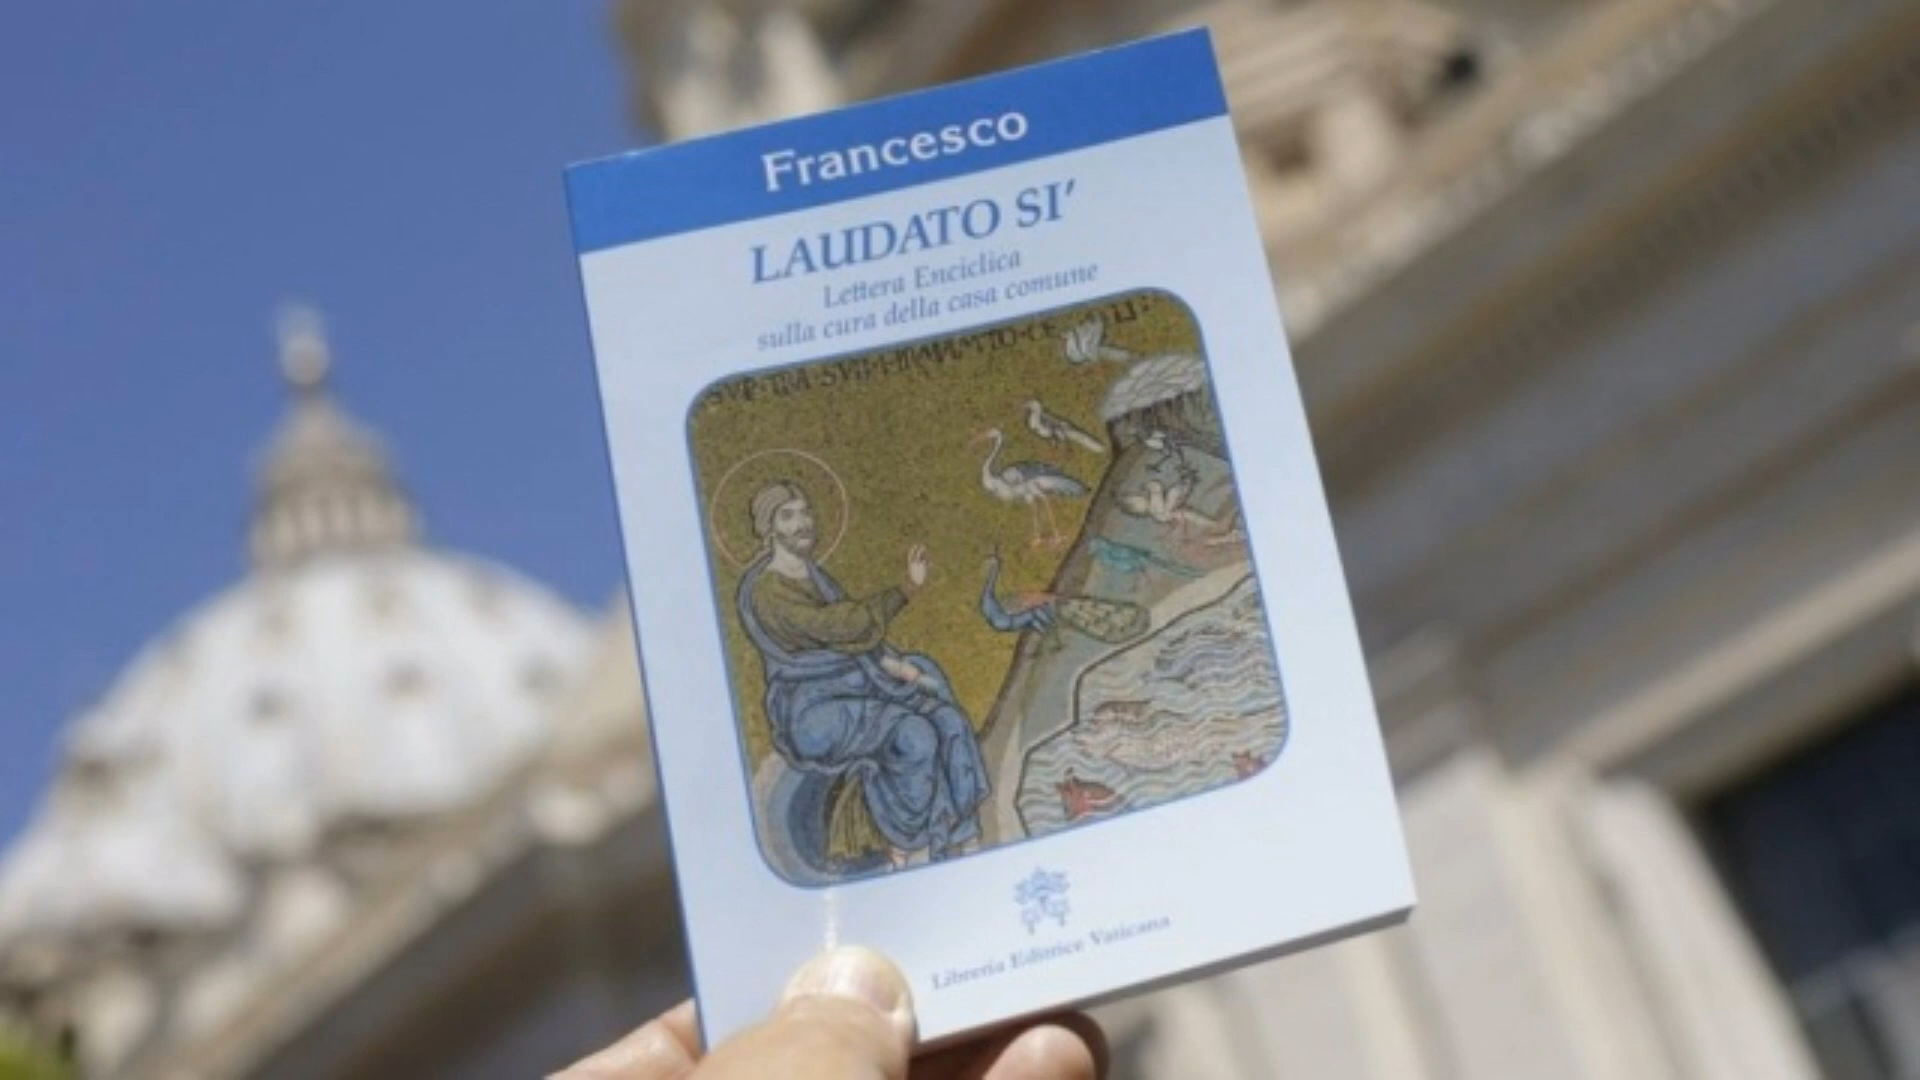 Francesco
LAUDATO SI’
Lettera Enciclica
sulla cura della casa comune
Libreria Editrice Vaticana